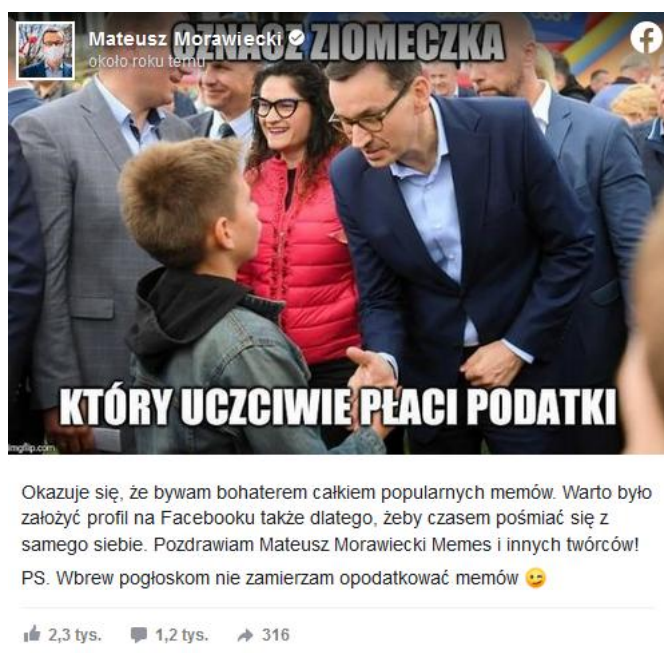 Mateusz Morawiecki
około roku temu
OZNACZ ZIOMECZKA
KTÓRY UCZCIWIE PŁACI PODATKI
imgflip.com
Okazuje się, że bywam bohaterem całkiem popularnych memów. Warto było
założyć profil na Facebooku także dlatego, żeby czasem pośmiać się z
samego siebie. Pozdrawiam Mateusz Morawiecki Memes i innych twórców!
PS. Wbrew pogłoskom nie zamierzam opodatkować memów 😉
2,3 tys. 1,2 tys. 316